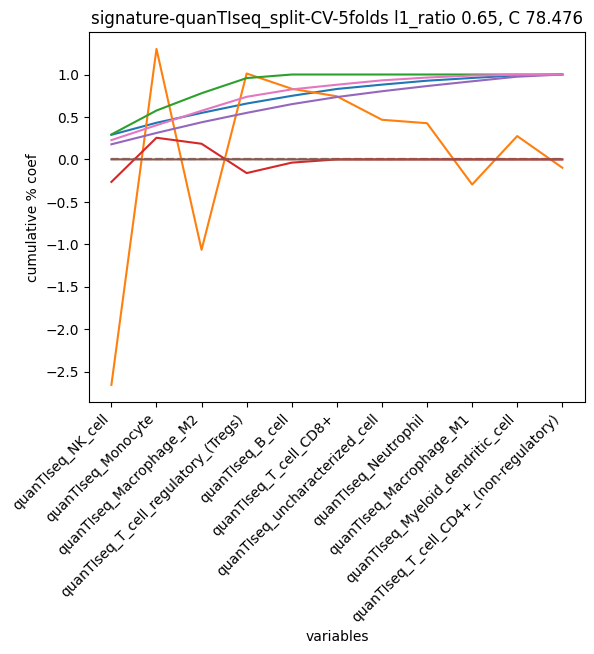 signature-quanTIseq_split-CV-5folds l1_ratio 0.65, C 78.476
cumulative % coef
1.0
0.5
0.0
−0.5
−1.0
−1.5
−2.0
−2.5
quanTIseq_NK_cell
quanTIseq_Monocyte
quanTIseq_Macrophage_M2
quanTIseq_T_cell_regulatory_(Tregs)
quanTIseq_B_cell
quanTIseq_T_cell_CD8+
quanTIseq_uncharacterized_cell
quanTIseq_Neutrophil
quanTIseq_Macrophage_M1
quanTIseq_Myeloid_dendritic_cell
quanTIseq_T_cell_CD4+_(non-regulatory)
variables